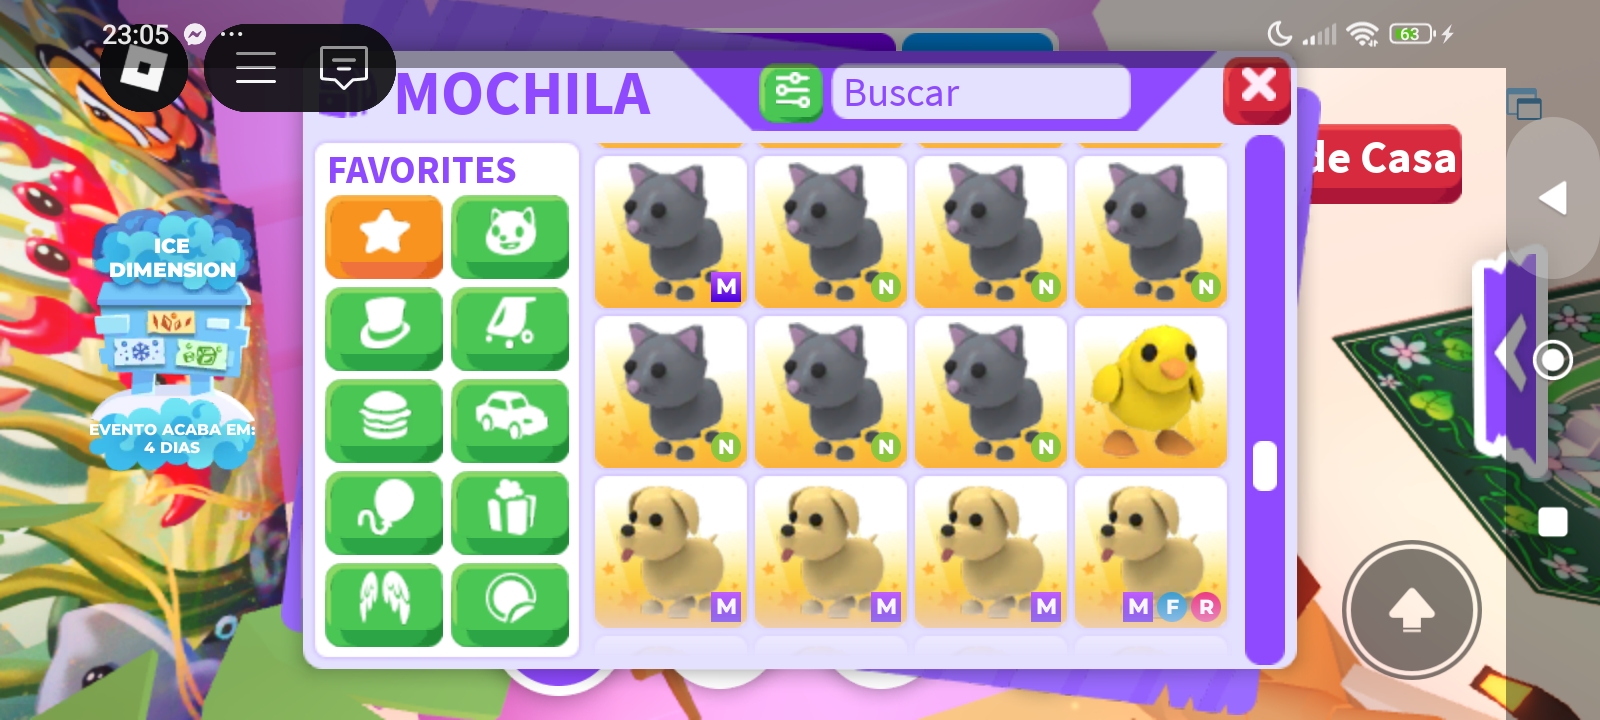 23:05
63
MOCHILA
Buscar
de Casa
FAVORITES
ICE
DIMENSION
EVENTO ACABA EM:
4 DIAS
M
N
N
N
N
N
N
M
M
M
M F R